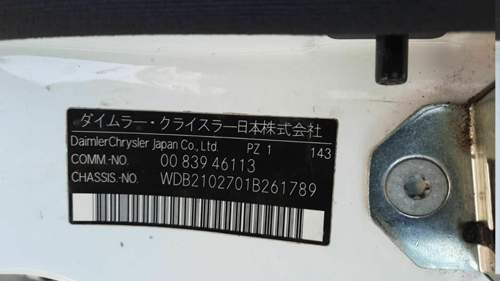 ダイムラー・クライスラー日本株式会社
DaimlerChrysler Japan Co., Ltd. PZ 1 143
COMM.-NO. 00 839 46113
CHASSIS.-NO. WDB2102701B261789